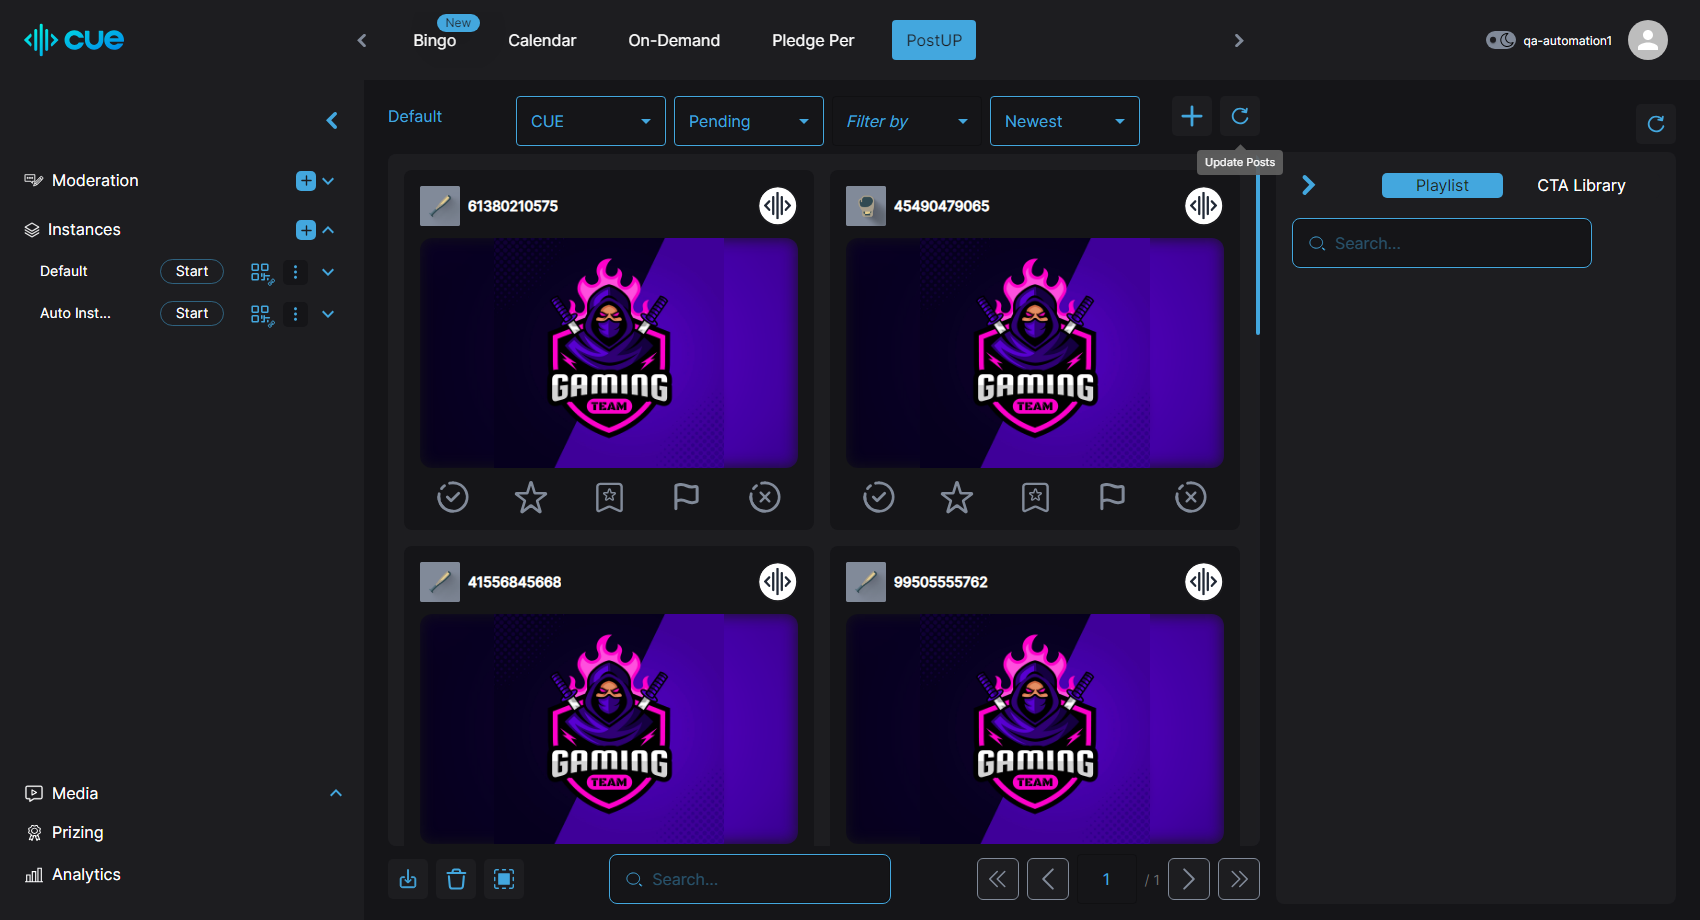 cue
New
Bingo
Calendar
On-Demand
Pledge Per
PostUP
qa-automation1
Default
CUE
Pending
Filter by
Newest
Update Posts
Moderation
Instances
Default
Start
Auto Inst...
Start
Media
Prizing
Analytics
61380210575
GAMING
TEAM
45490479065
GAMING
TEAM
41556845668
GAMING
TEAM
99505555762
GAMING
TEAM
Search...
1
/ 1
Playlist
CTA Library
Search...